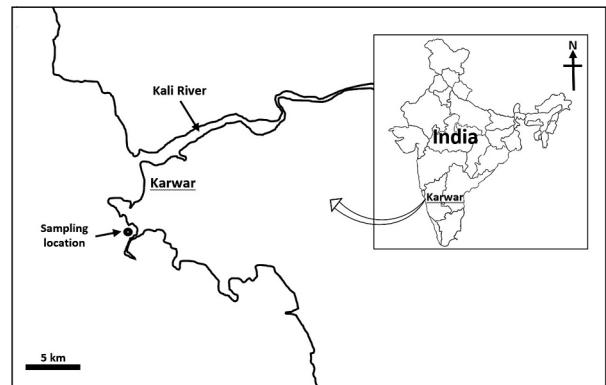 N
Kali River
India
Karwar
Karwar
Sampling
location
5 km